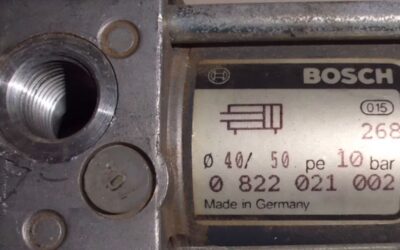 BOSCH
015
268
Ø 40/ 50 pe 10 bar
0 822 021 002
Made in Germany